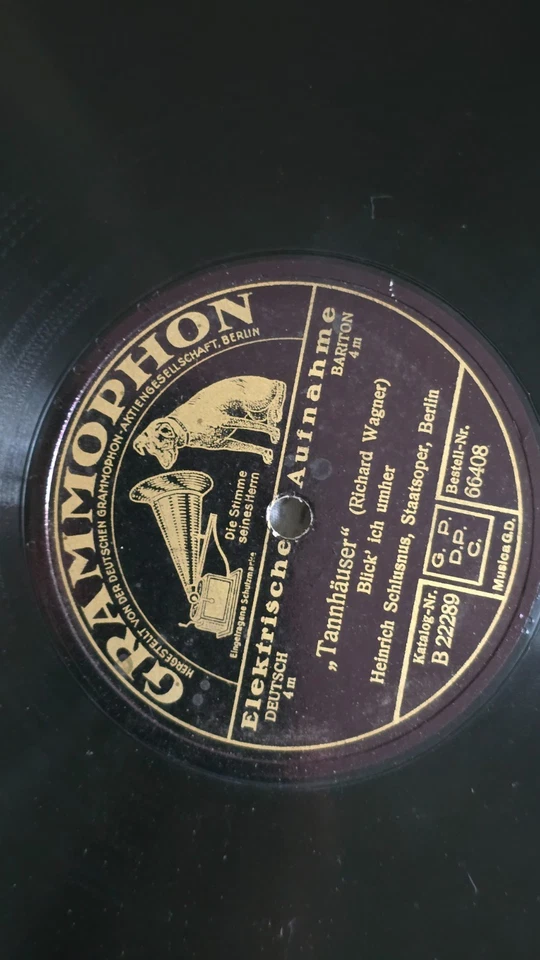 GRAMMOPHON
HERGESTELLT VON DER DEUTSCHEN GRAMMOPHON-AKTIENGESELLSCHAFT, BERLIN
Die Stimme
seines Herrn
Eingetragene Schutzmarke
Elektrische Aufnahme
DEUTSCH
4 m
BARITON
4 m
„Tannhäuser“ (Richard Wagner)
Blick' ich umher
Heinrich Schlusnus, Staatsoper, Berlin
Katalog-Nr.
B 22289
G. P.
D.P.
C.
Bestell-Nr.
66408
Musica G.D.